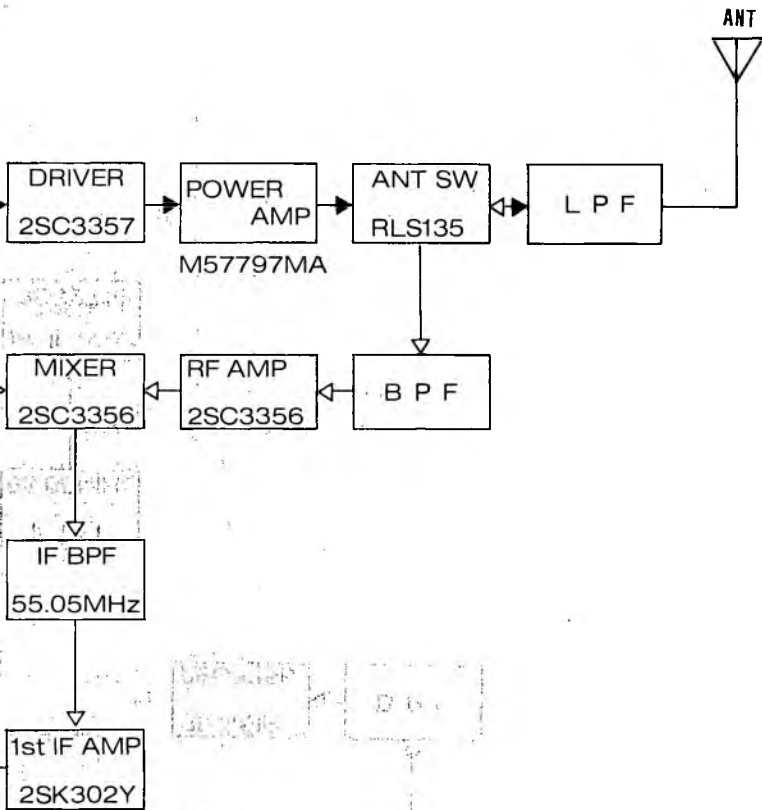 ANT
DRIVER
2SC3357
POWER
AMP
M57797MA
ANT SW
RLS135
L P F
MIXER
2SC3356
RF AMP
2SC3356
B P F
IF BPF
55.05MHz
1st IF AMP
2SK302Y